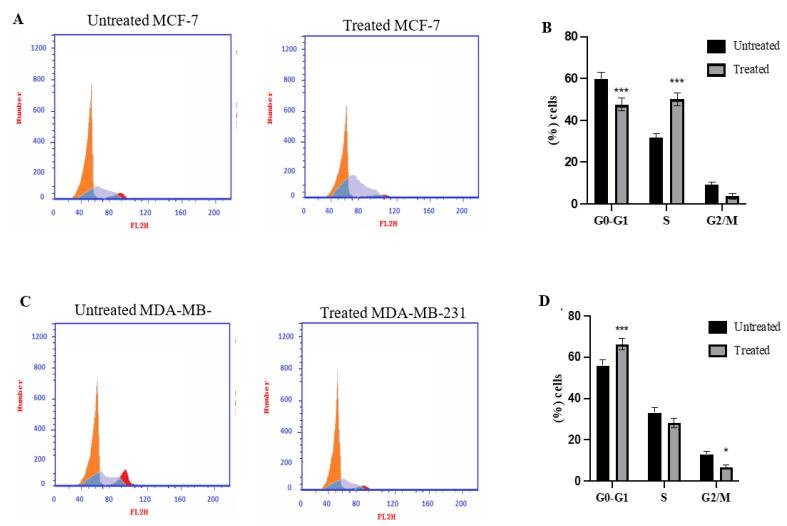 A
Untreated MCF-7
1200
800
600
400
200
0
Number
0 40 60 80 120 160 200
FL2H
Treated MCF-7
1200
800
600
400
200
0
Number
0 40 60 80 120 160 200
FL2H
B
80
60
40
20
0
(%) cells
Untreated
Treated
***
***
G0-G1 S G2/M
C
Untreated MDA-MB-
1200
800
600
400
200
0
Number
0 40 60 80 120 160 200
FL2H
Treated MDA-MB-231
1200
800
600
400
200
0
Number
0 40 60 80 120 160 200
FL2H
D
80
60
40
20
0
(%) cells
Untreated
Treated
***
*
G0-G1 S G2/M